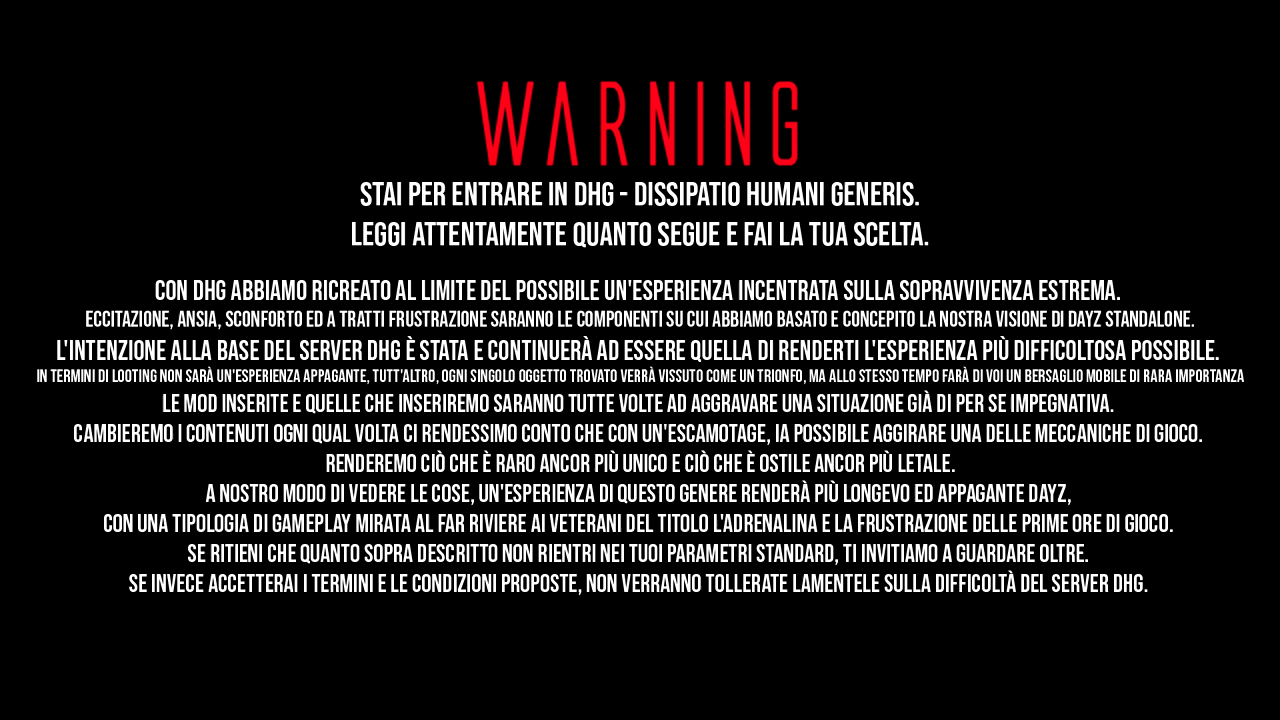 WARNING
STAI PER ENTRARE IN DHG - DISSIPATIO HUMANI GENERIS.
LEGGI ATTENTAMENTE QUANTO SEGUE E FAI LA TUA SCELTA.
CON DHG ABBIAMO RICREATO AL LIMITE DEL POSSIBILE UN'ESPERIENZA INCENTRATA SULLA SOPRAVVIVENZA ESTREMA.
ECCITAZIONE, ANSIA, SCONFORTO ED A TRATTI FRUSTRAZIONE SARANNO LE COMPONENTI SU CUI ABBIAMO BASATO E CONCEPITO LA NOSTRA VISIONE DI DAYZ STANDALONE.
L'INTENZIONE ALLA BASE DEL SERVER DHG È STATA E CONTINUERÀ AD ESSERE QUELLA DI RENDERTI L'ESPERIENZA PIÙ DIFFICOLTOSA POSSIBILE.
IN TERMINI DI LOOTING NON SARÀ UN'ESPERIENZA APPAGANTE, TUTT'ALTRO, OGNI SINGOLO OGGETTO TROVATO VERRÀ VISSUTO COME UN TRIONFO, MA ALLO STESSO TEMPO FARÀ DI VOI UN BERSAGLIO MOBILE DI RARA IMPORTANZA
LE MOD INSERITE E QUELLE CHE INSERIREMO SARANNO TUTTE VOLTE AD AGGRAVARE UNA SITUAZIONE GIÀ DI PER SE IMPEGNATIVA.
CAMBIEREMO I CONTENUTI OGNI QUAL VOLTA CI RENDESSIMO CONTO CHE CON UN'ESCAMOTAGE, IA POSSIBILE AGGIRARE UNA DELLE MECCANICHE DI GIOCO.
RENDEREMO CIÒ CHE È RARO ANCOR PIÙ UNICO E CIÒ CHE È OSTILE ANCOR PIÙ LETALE.
A NOSTRO MODO DI VEDERE LE COSE, UN'ESPERIENZA DI QUESTO GENERE RENDERÀ PIÙ LONGEVO ED APPAGANTE DAYZ,
CON UNA TIPOLOGIA DI GAMEPLAY MIRATA AL FAR RIVIERE AI VETERANI DEL TITOLO L'ADRENALINA E LA FRUSTRAZIONE DELLE PRIME ORE DI GIOCO.
SE RITIENI CHE QUANTO SOPRA DESCRITTO NON RIENTRI NEI TUOI PARAMETRI STANDARD, TI INVITIAMO A GUARDARE OLTRE.
SE INVECE ACCETTERAI I TERMINI E LE CONDIZIONI PROPOSTE, NON VERRANNO TOLLERATE LAMENTELE SULLA DIFFICOLTÀ DEL SERVER DHG.